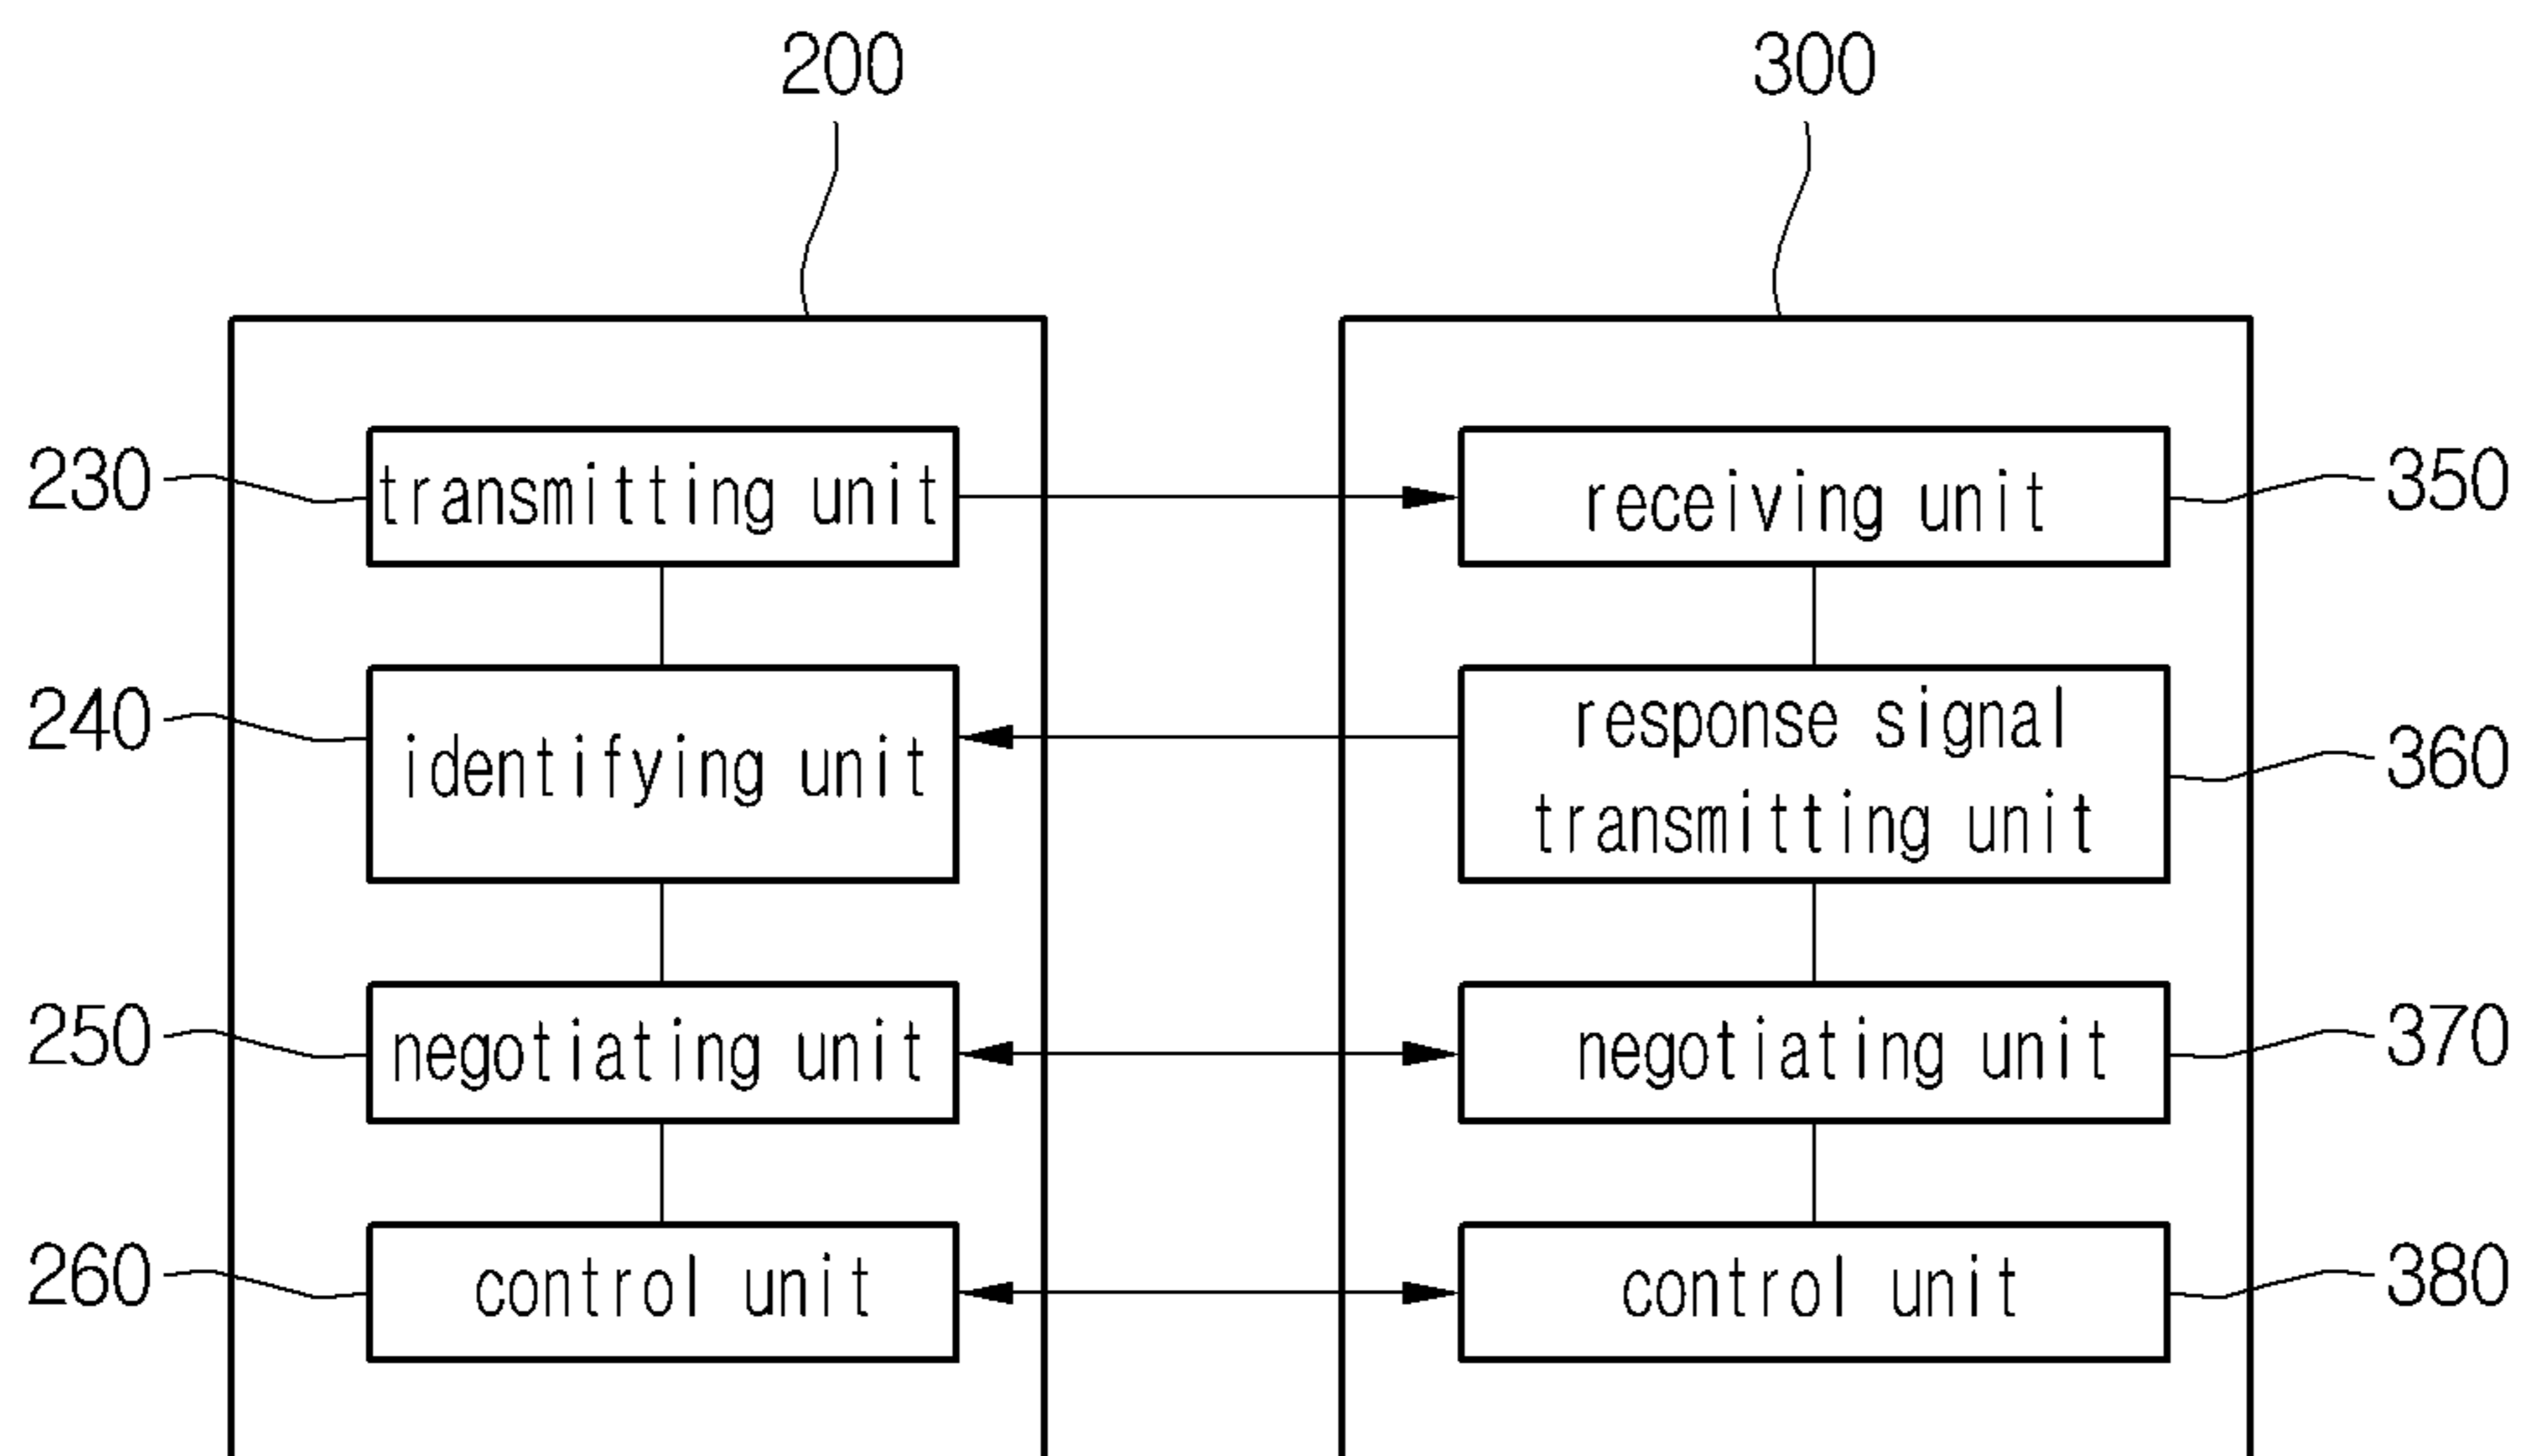 200
300
230
transmitting unit
receiving unit
350
240
identifying unit
response signal
transmitting unit
360
250
negotiating unit
negotiating unit
370
260
control unit
control unit
380